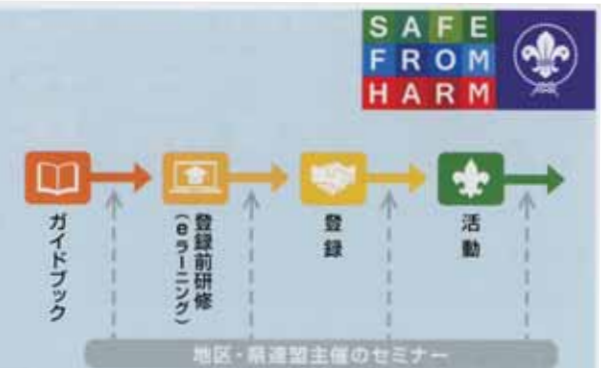 SAFE
FROM
HARM
ガイドブック
登録前研修
(eラーニング)
登録
活動
地区・県連盟主催のセミナー